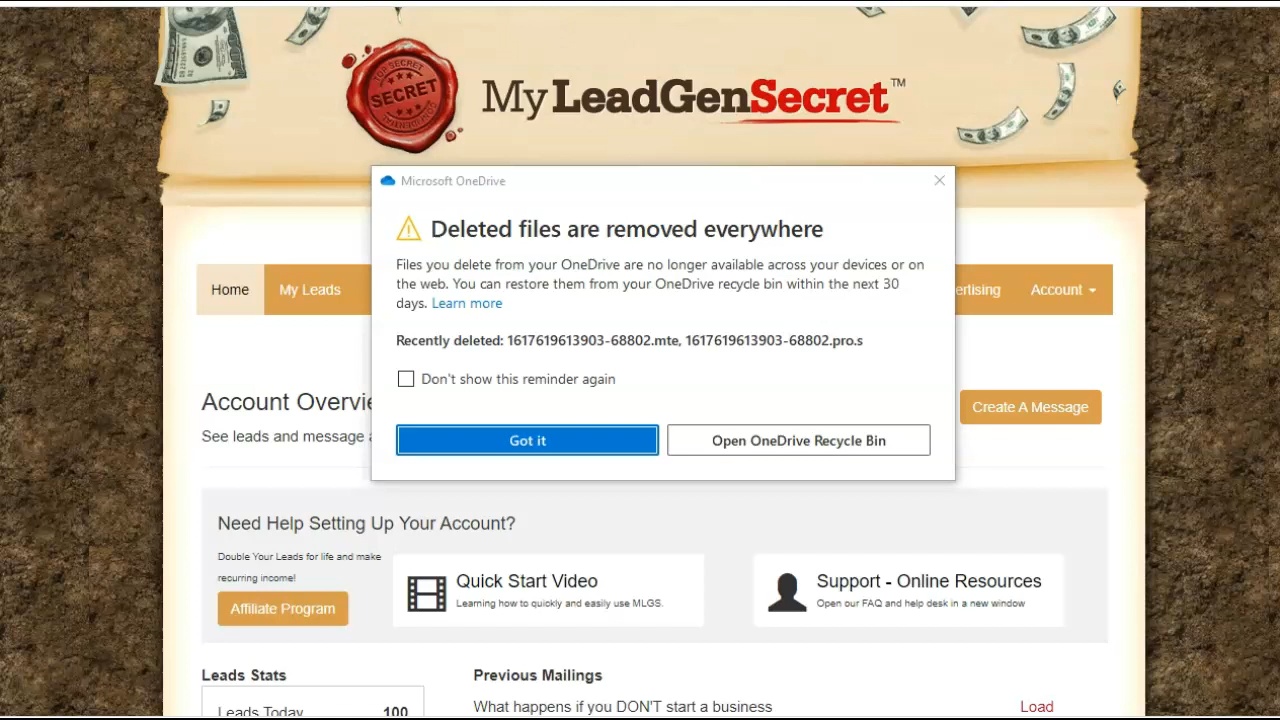 TOP SECRET
SECRET
MyLeadGenSecret™
Microsoft OneDrive
Deleted files are removed everywhere
Files you delete from your OneDrive are no longer available across your devices or on
the web. You can restore them from your OneDrive recycle bin within the next 30
days. Learn more
Recently deleted: 1617619613903-68802.mte, 1617619613903-68802.pro.s
Don't show this reminder again
Got it
Open OneDrive Recycle Bin
Home
My Leads
ertising
Account
Account Overvie
See leads and message a
Create A Message
Need Help Setting Up Your Account?
Double Your Leads for life and make
recurring income!
Affiliate Program
Quick Start Video
Learning how to quickly and easily use MLGS.
Support - Online Resources
Open our FAQ and help desk in a new window
Leads Stats
Leads Today 100
Previous Mailings
What happens if you DON'T start a business
Load